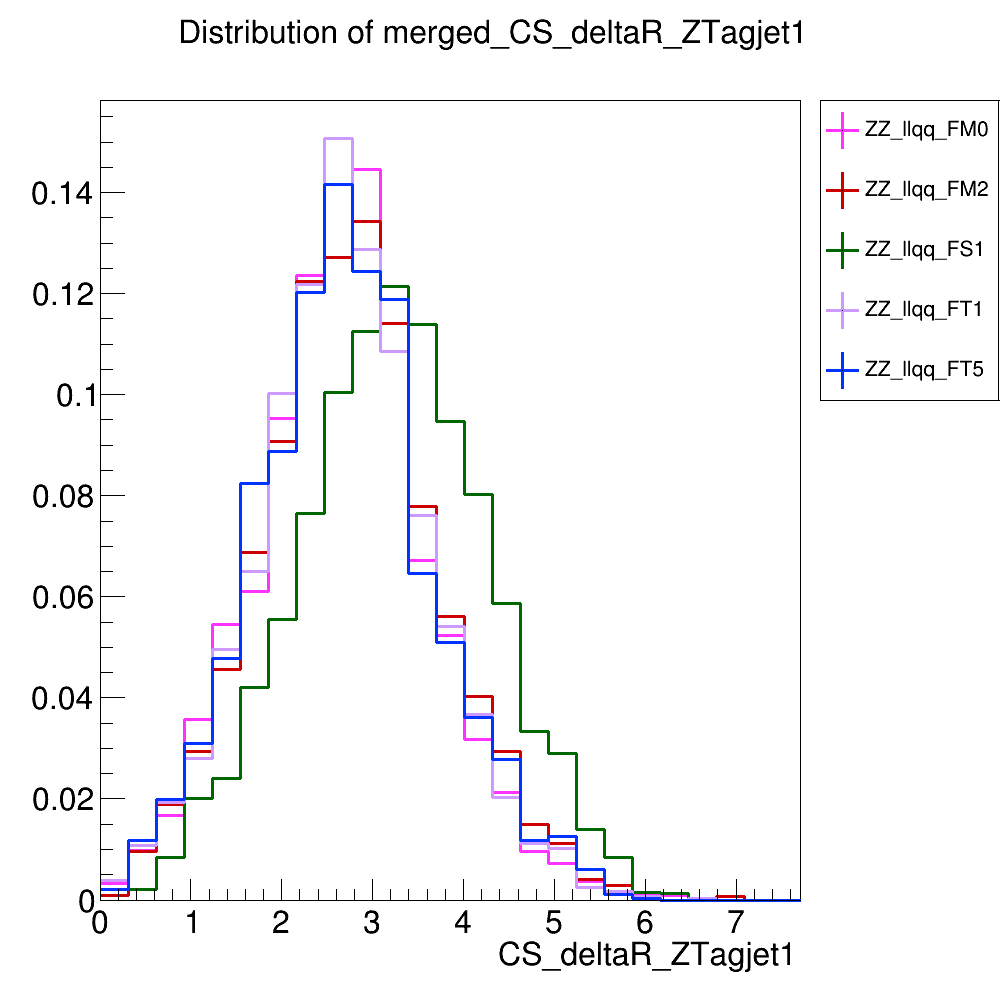 Distribution of merged_CS_deltaR_ZTagjet1
ZZ_llqq_FM0
ZZ_llqq_FM2
ZZ_llqq_FS1
ZZ_llqq_FT1
ZZ_llqq_FT5
0.14
0.12
0.1
0.08
0.06
0.04
0.02
0
0 1 2 3 4 5 6 7
CS_deltaR_ZTagjet1